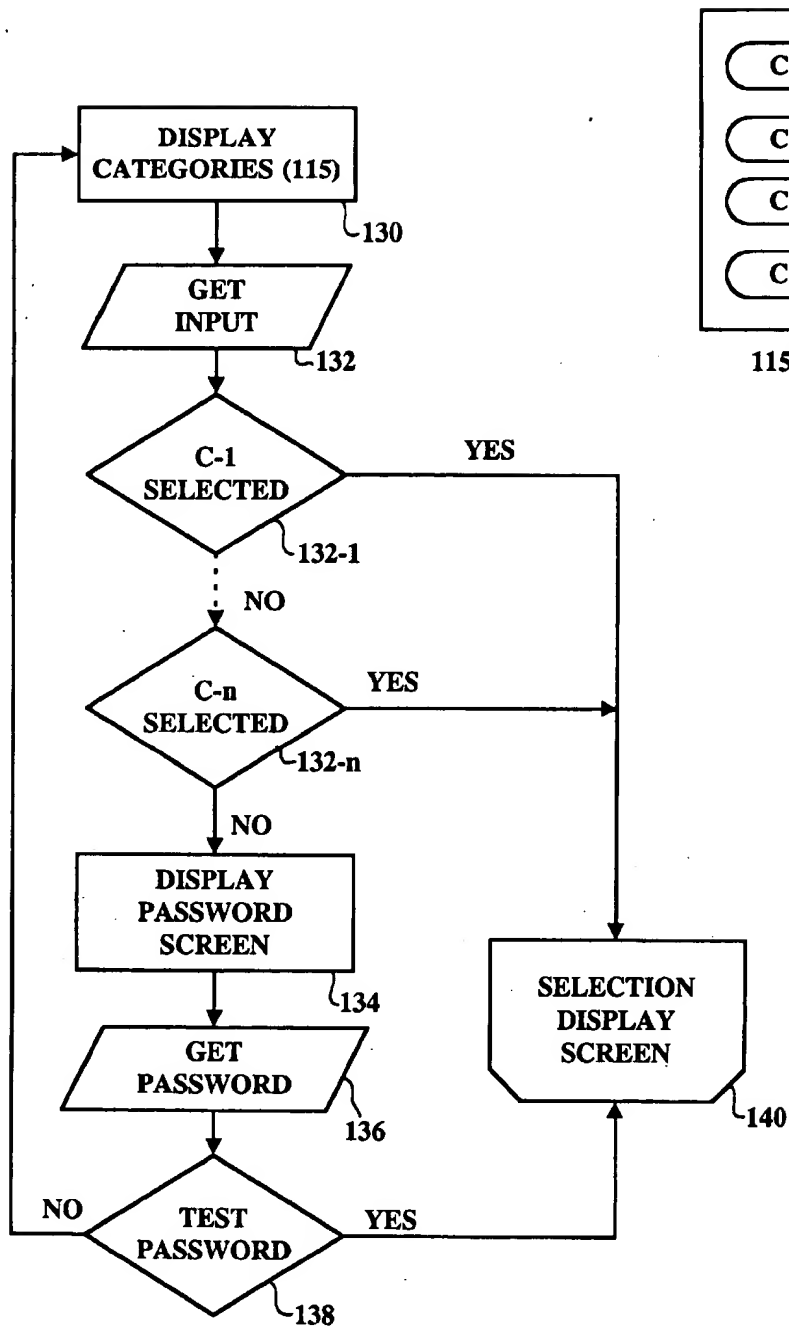 DISPLAY
CATEGORIES (115)
130
GET
INPUT
132
C-1
SELECTED
YES
132-1
NO
C-n
SELECTED
YES
132-n
NO
DISPLAY
PASSWORD
SCREEN
134
GET
PASSWORD
136
NO
TEST
PASSWORD
YES
138
SELECTION
DISPLAY
SCREEN
140
C
C
C
C
115